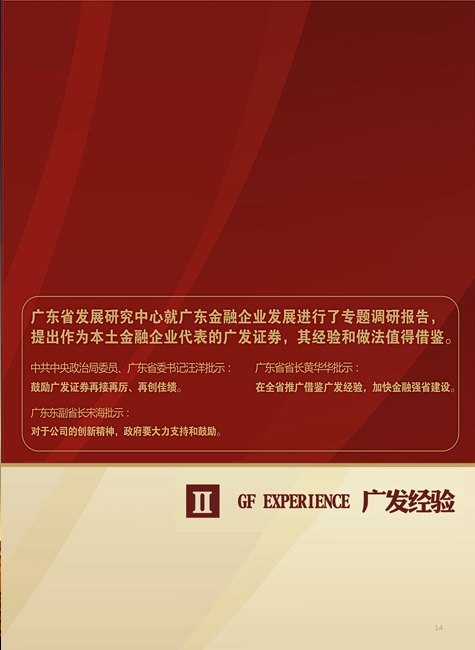 广东省发展研究中心就广东金融企业发展进行了专题调研报告，
提出作为本土金融企业代表的广发证券，其经验和做法值得借鉴。
中共中央政治局委员、广东省委书记汪洋批示：
鼓励广发证券再接再厉、再创佳绩。
广东省省长黄华华批示：
在全省推广借鉴广发经验，加快金融强省建设。
广东东副省长宋海批示：
对于公司的创新精神，政府要大力支持和鼓励。
II GF EXPERIENCE 广发经验
14